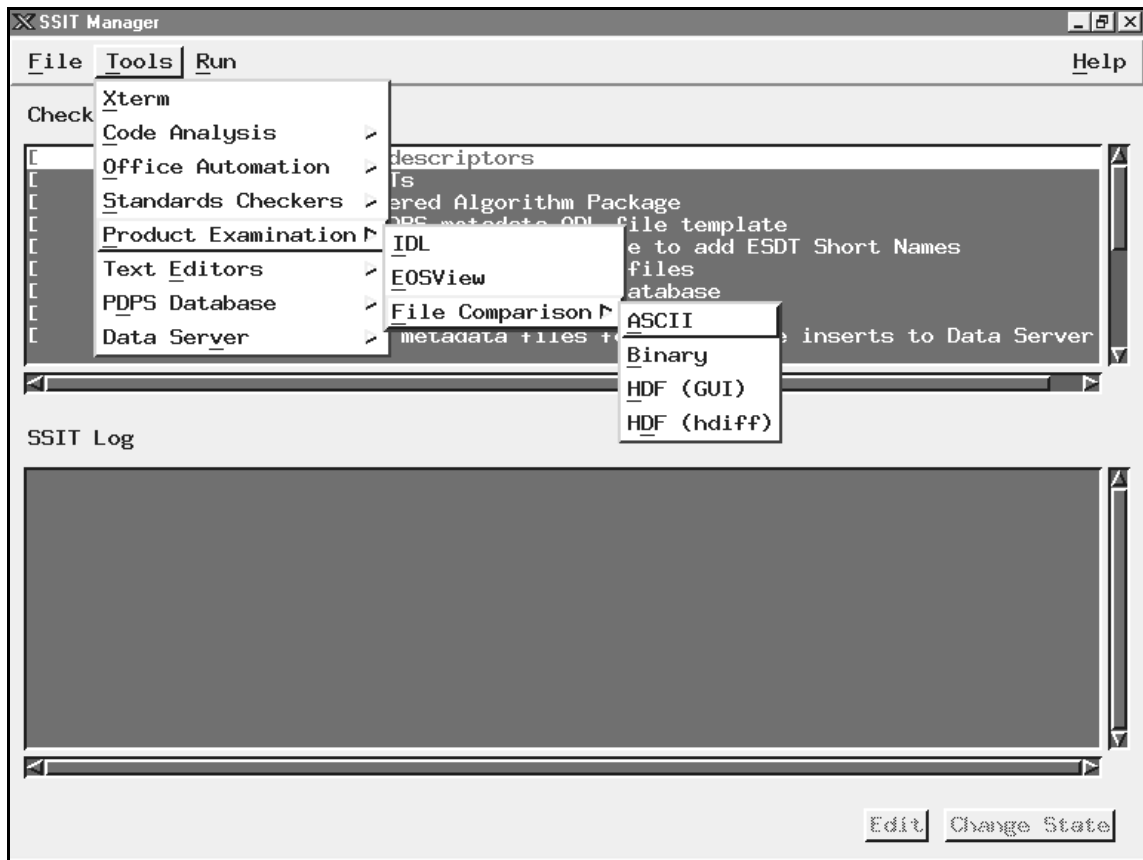 SSIT Manager
File Tools Run Help
Check
Xterm
Code Analysis
Office Automation
Standards Checkers
Product Examination
Text Editors
PDPS Database
Data Server
IDL
EOSView
File Comparison
ASCII
Binary
HDF (GUI)
HDF (hdiff)
[ descriptors
[ Ts
[ ered Algorithm Package
[ metadata ODL file template
[ e to add ESDT Short Names
[ files
[ atabase
[
[ metadata files inserts to Data Server
SSIT Log
Edit Change State